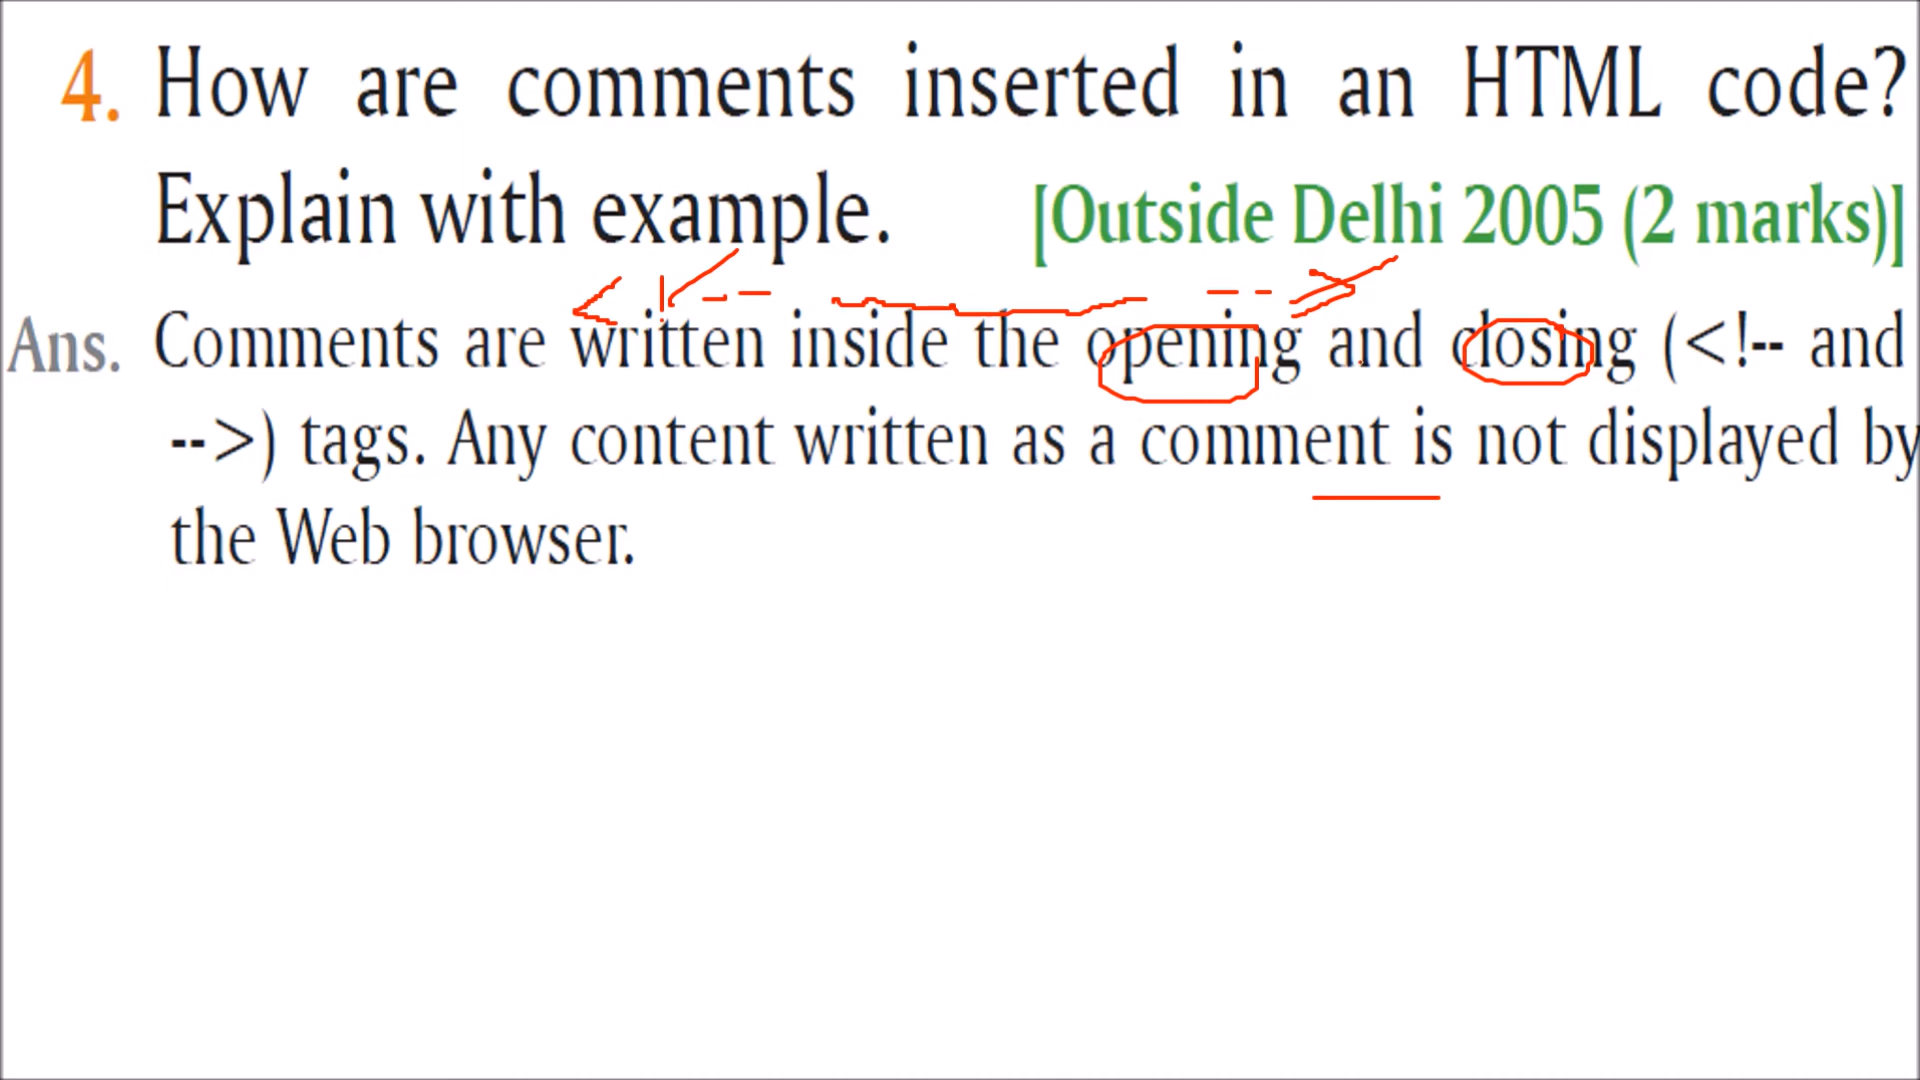 4. How are comments inserted in an HTML code?
Explain with example. [Outside Delhi 2005 (2 marks)]
Ans. Comments are written inside the opening and closing (<!-- and
-->) tags. Any content written as a comment is not displayed by
the Web browser.
<!-- -->